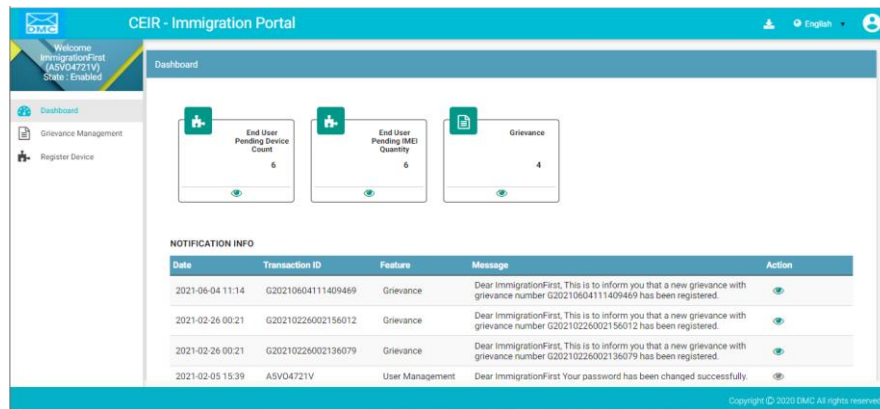 DMC
CEIR - Immigration Portal
English
Welcome
ImmigrationFirst
(A5VO4721V)
State : Enabled
Dashboard
Dashboard
Grievance Management
Register Device
End User
Pending Device
Count
6
End User
Pending IMEI
Quantity
6
Grievance
4
NOTIFICATION INFO
Date Transaction ID Feature Message Action
2021-06-04 11:14 G20210604111409469 Grievance Dear ImmigrationFirst, This is to inform you that a new grievance with
grievance number G20210604111409469 has been registered.
2021-02-26 00:21 G20210226002156012 Grievance Dear ImmigrationFirst, This is to inform you that a new grievance with
grievance number G20210226002156012 has been registered.
2021-02-26 00:21 G20210226002136079 Grievance Dear ImmigrationFirst, This is to inform you that a new grievance with
grievance number G20210226002136079 has been registered.
2021-02-05 15:39 A5VO4721V User Management Dear ImmigrationFirst Your password has been changed successfully.
Copyright © 2020 DMC All rights reserved